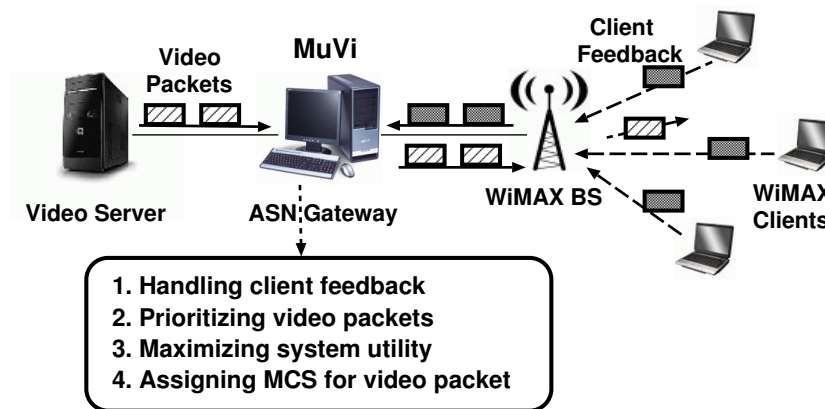 Video
Packets
MuVi
Client
Feedback
Video Server
ASN Gateway
WiMAX BS
WiMAX
Clients
1. Handling client feedback
2. Prioritizing video packets
3. Maximizing system utility
4. Assigning MCS for video packet